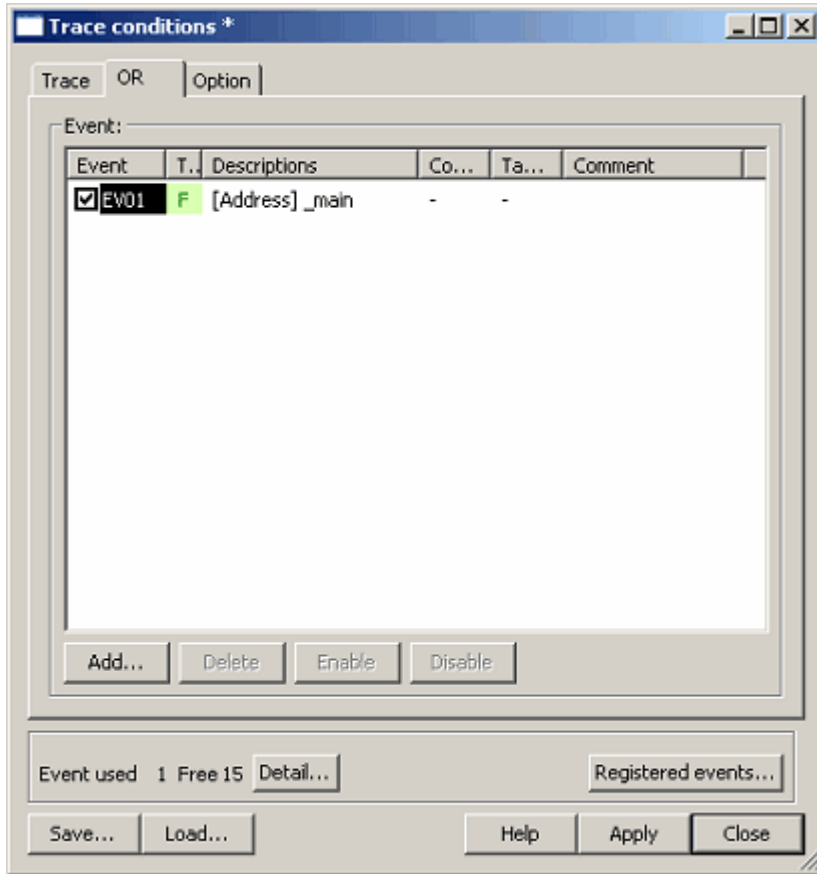 Trace conditions *
Trace OR Option
Event:
Event T.. Descriptions Co... Ta... Comment
EV01 F [Address] _main - -
Add... Delete Enable Disable
Event used 1 Free 15 Detail... Registered events...
Save... Load... Help Apply Close